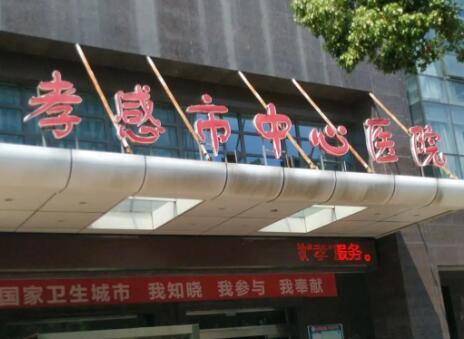 孝感市中心医院
服务。
国家卫生城市 我知晓 我参与 我奉献